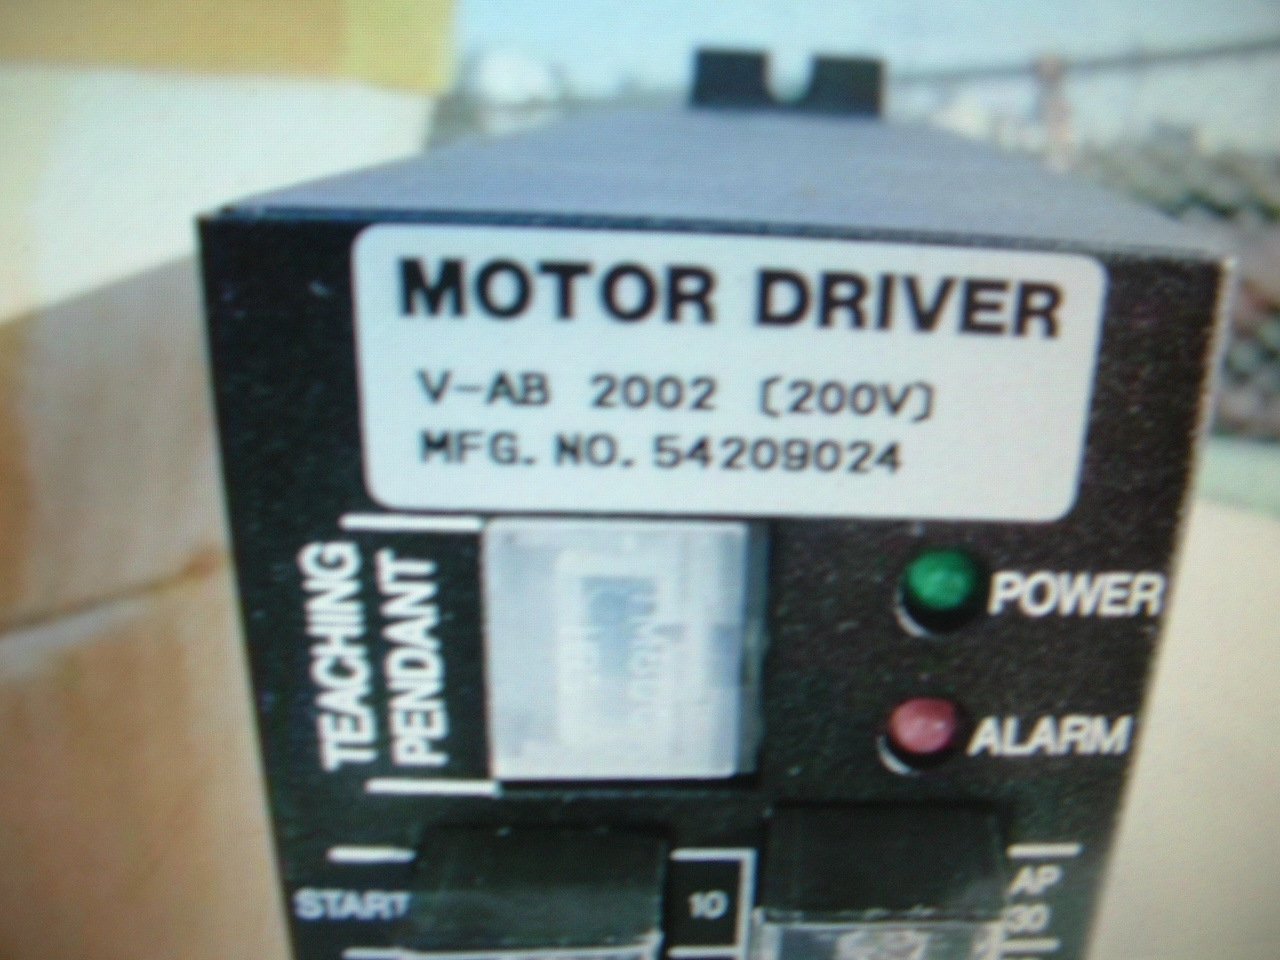 MOTOR DRIVER
V-AB 2002 [200V]
MFG. NO. 54209024
TEACHING
PENDANT
POWER
ALARM
START
10
AP
30